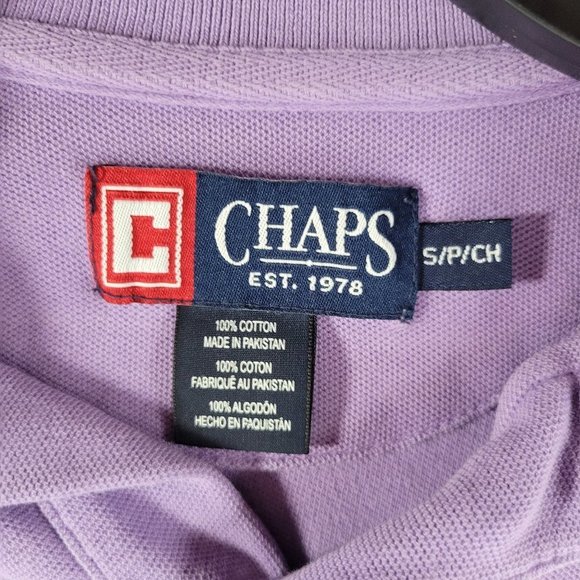 C
CHAPS
EST. 1978
S/P/CH
100% COTTON
MADE IN PAKISTAN
100% COTON
FABRIQUÉ AU PAKISTAN
100% ALGODÓN
HECHO EN PAQUISTÁN